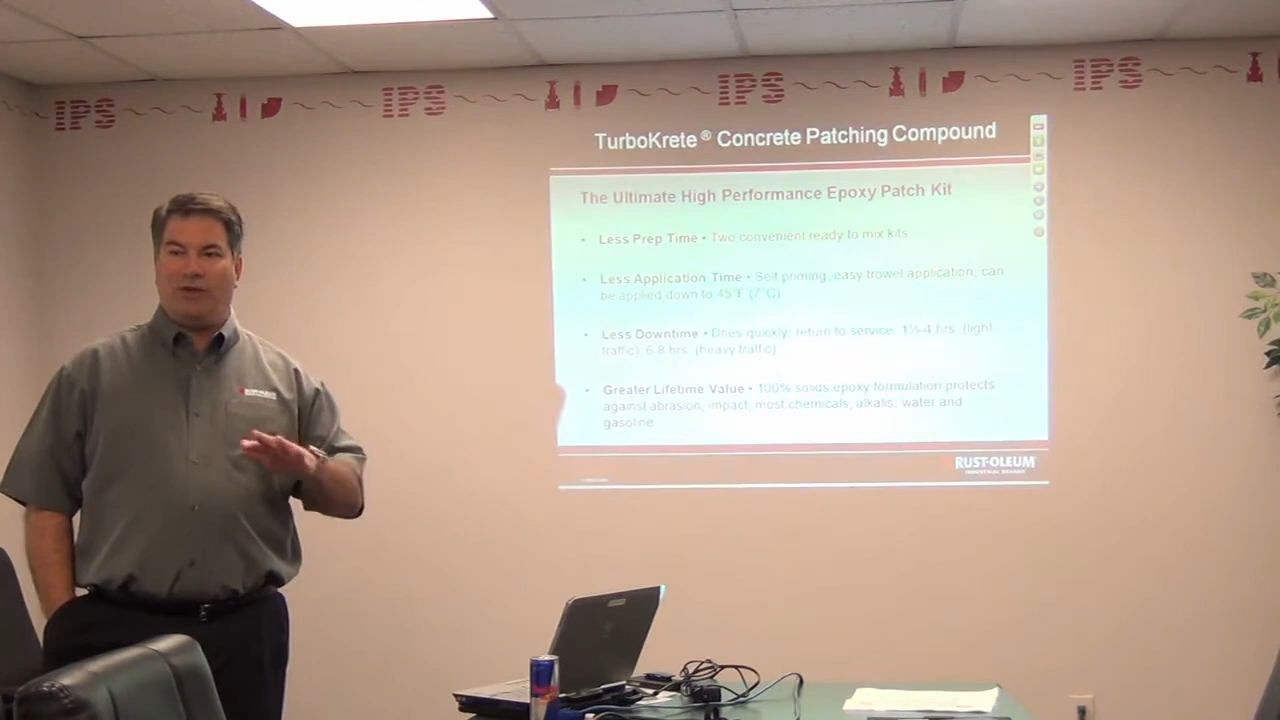 IPS IPS IPS IPS
TurboKrete® Concrete Patching Compound
The Ultimate High Performance Epoxy Patch Kit
• Less Prep Time • Two convenient ready to mix kits
• Less Application Time • Self priming, easy trowel application, can
be applied down to 45°F (7°C)
• Less Downtime • Dries quickly, return to service: 1½-4 hrs. (light
traffic), 6-8 hrs. (heavy traffic)
• Greater Lifetime Value • 100% solids epoxy formulation protects
against abrasion, impact, most chemicals, alkalis, water and
gasoline
RUST-OLEUM
INDUSTRIAL BRANDS
RUST-OLEUM